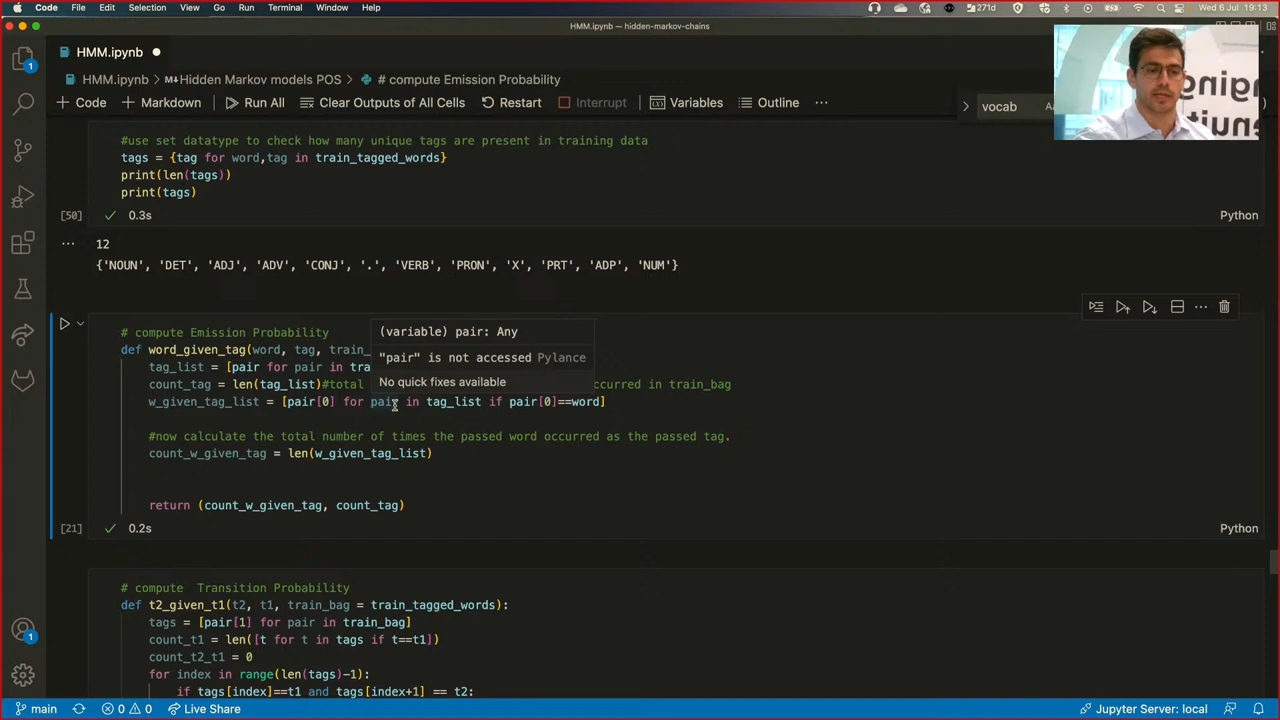 Code File Edit Selection View Go Run Terminal Window Help
271d
Wed 6 Jul 19:13
HMM.ipynb — hidden-markov-chains
HMM.ipynb
HMM.ipynb > Hidden Markov models POS > # compute Emission Probability
+ Code + Markdown Run All Clear Outputs of All Cells Restart Interrupt Variables Outline ...
vocab
#use set datatype to check how many unique tags are present in training data
tags = {tag for word,tag in train_tagged_words}
print(len(tags))
print(tags)
[50] 0.3s Python
12
{'NOUN', 'DET', 'ADJ', 'ADV', 'CONJ', '.', 'VERB', 'PRON', 'X', 'PRT', 'ADP', 'NUM'}
# compute Emission Probability
(variable) pair: Any
def word_given_tag(word, tag, train_
"pair" is not accessed Pylance
tag_list = [pair for pair in tra
No quick fixes available
count_tag = len(tag_list)#total occurred in train_bag
w_given_tag_list = [pair[0] for pair in tag_list if pair[0]==word]
#now calculate the total number of times the passed word occurred as the passed tag.
count_w_given_tag = len(w_given_tag_list)
return (count_w_given_tag, count_tag)
[21] 0.2s Python
# compute  Transition Probability
def t2_given_t1(t2, t1, train_bag = train_tagged_words):
tags = [pair[1] for pair in train_bag]
count_t1 = len([t for t in tags if t==t1])
count_t2_t1 = 0
for index in range(len(tags)-1):
if tags[index]==t1 and tags[index+1] == t2:
main 0 0 Live Share Jupyter Server: local